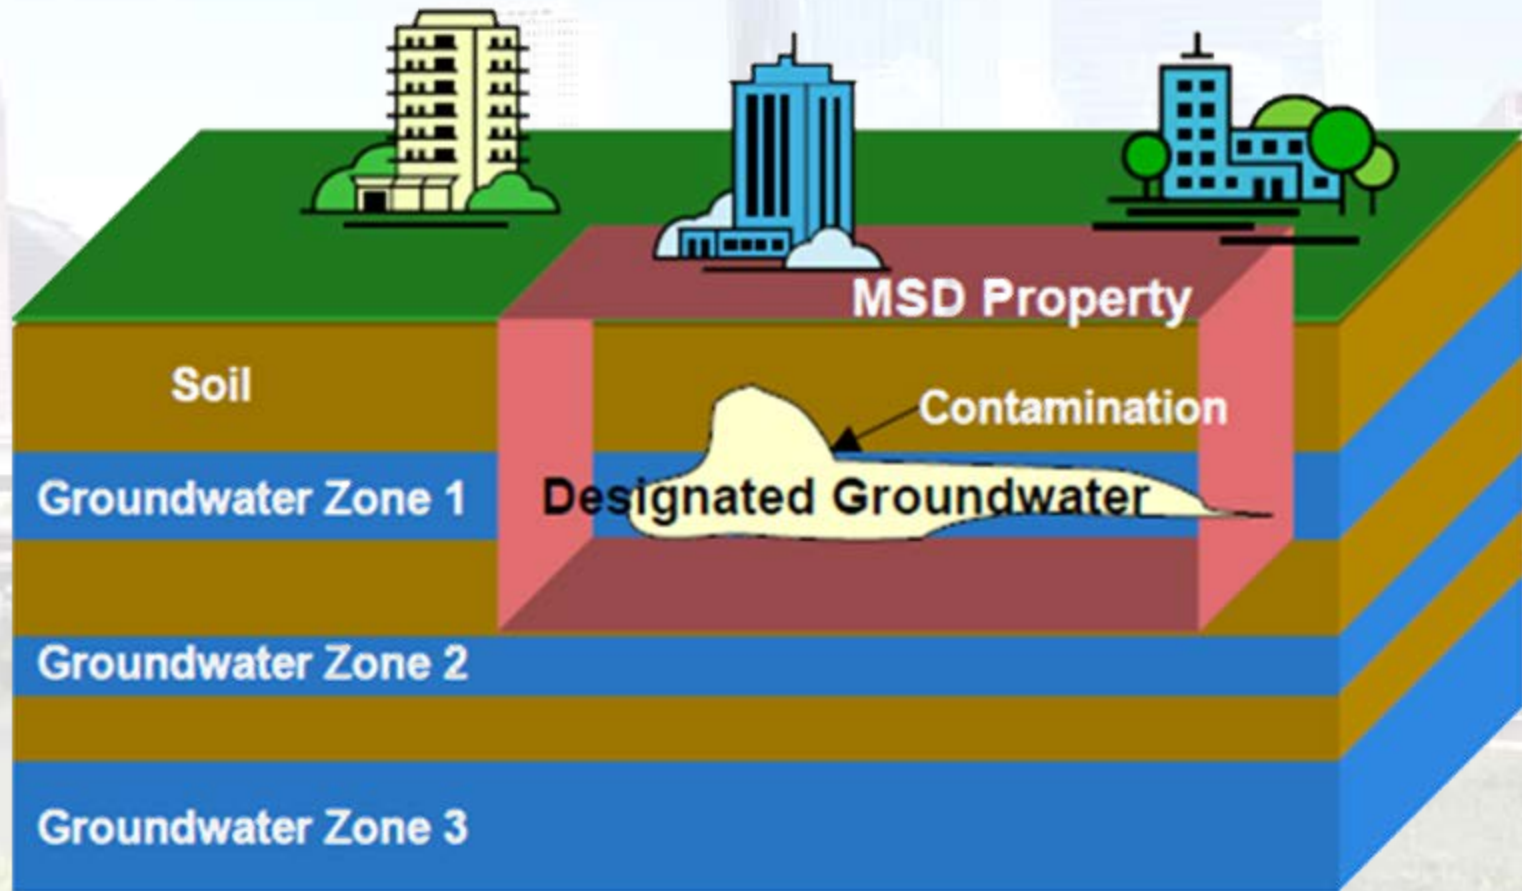 MSD Property
Soil
Contamination
Groundwater Zone 1
Designated Groundwater
Groundwater Zone 2
Groundwater Zone 3